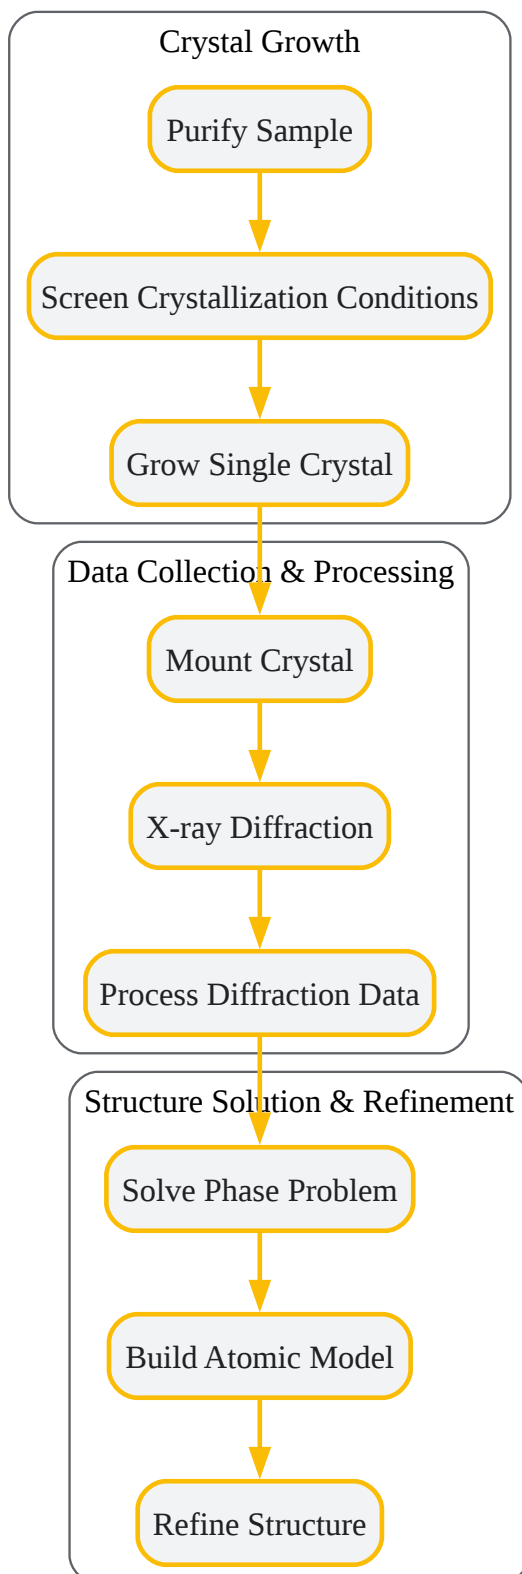 Crystal Growth
Purify Sample
Screen Crystallization Conditions
Grow Single Crystal
Data Collection & Processing
Mount Crystal
X-ray Diffraction
Process Diffraction Data
Structure Solution & Refinement
Solve Phase Problem
Build Atomic Model
Refine Structure